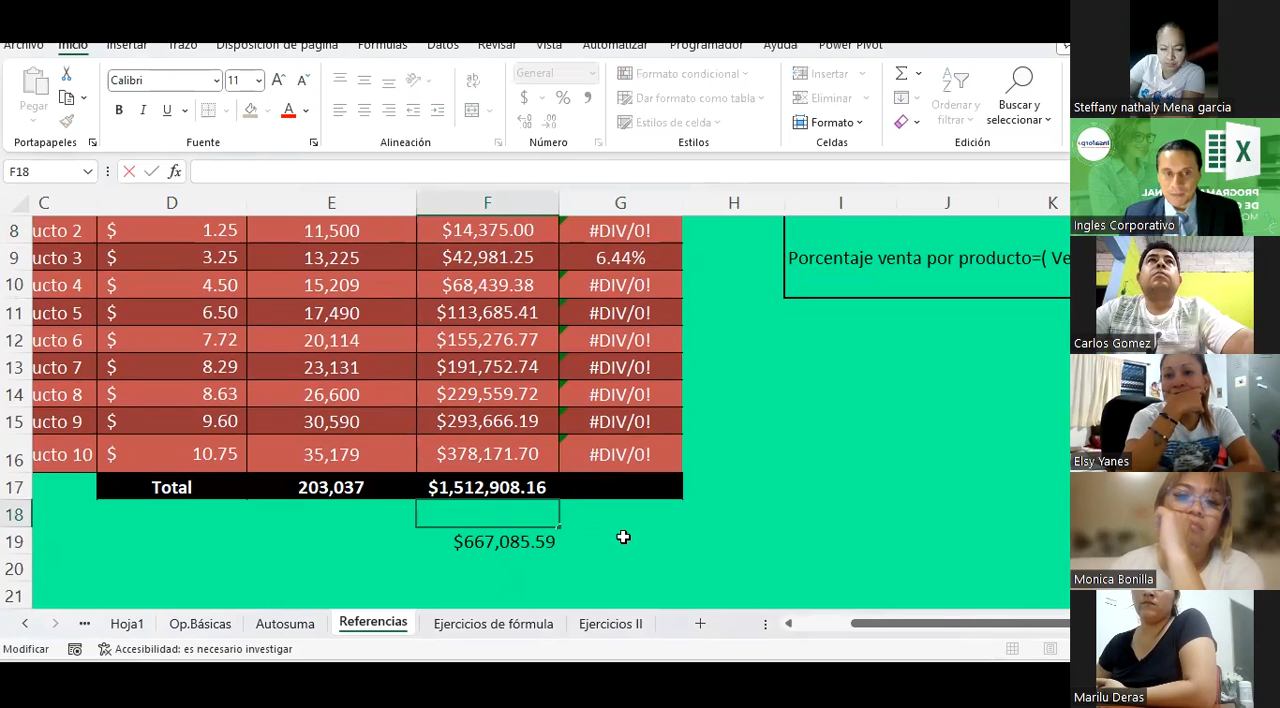 Archivo Inicio Insertar Trazo Disposición de página Fórmulas Datos Revisar Vista Automatizar Programador Ayuda Power Pivot
Pegar
Portapapeles
Calibri 11
N K S
Fuente
Alineación
General
$ % 
Número
Formato condicional
Dar formato como tabla
Estilos de celda
Estilos
Insertar
Eliminar
Formato
Celdas
Ordenar y filtrar
Buscar y seleccionar
Edición
F18
fx
C D E F G H I J K
8 ucto 2 $ 1.25 11,500 $14,375.00 #DIV/0!
9 ucto 3 $ 3.25 13,225 $42,981.25 6.44% Porcentaje venta por producto=( Ve
10 ucto 4 $ 4.50 15,209 $68,439.38 #DIV/0!
11 ucto 5 $ 6.50 17,490 $113,685.41 #DIV/0!
12 ucto 6 $ 7.72 20,114 $155,276.77 #DIV/0!
13 ucto 7 $ 8.29 23,131 $191,752.74 #DIV/0!
14 ucto 8 $ 8.63 26,600 $229,559.72 #DIV/0!
15 ucto 9 $ 9.60 30,590 $293,666.19 #DIV/0!
16 ucto 10 $ 10.75 35,179 $378,171.70 #DIV/0!
17 Total 203,037 $1,512,908.16
18
19 $667,085.59
20
21
Hoja1 Op.Básicas Autosuma Referencias Ejercicios de fórmula Ejercicios II
Modificar Accesibilidad: es necesario investigar
Steffany nathaly Mena garcia
Ingles Corporativo
Carlos Gomez
Elsy Yanes
Monica Bonilla
Marilu Deras